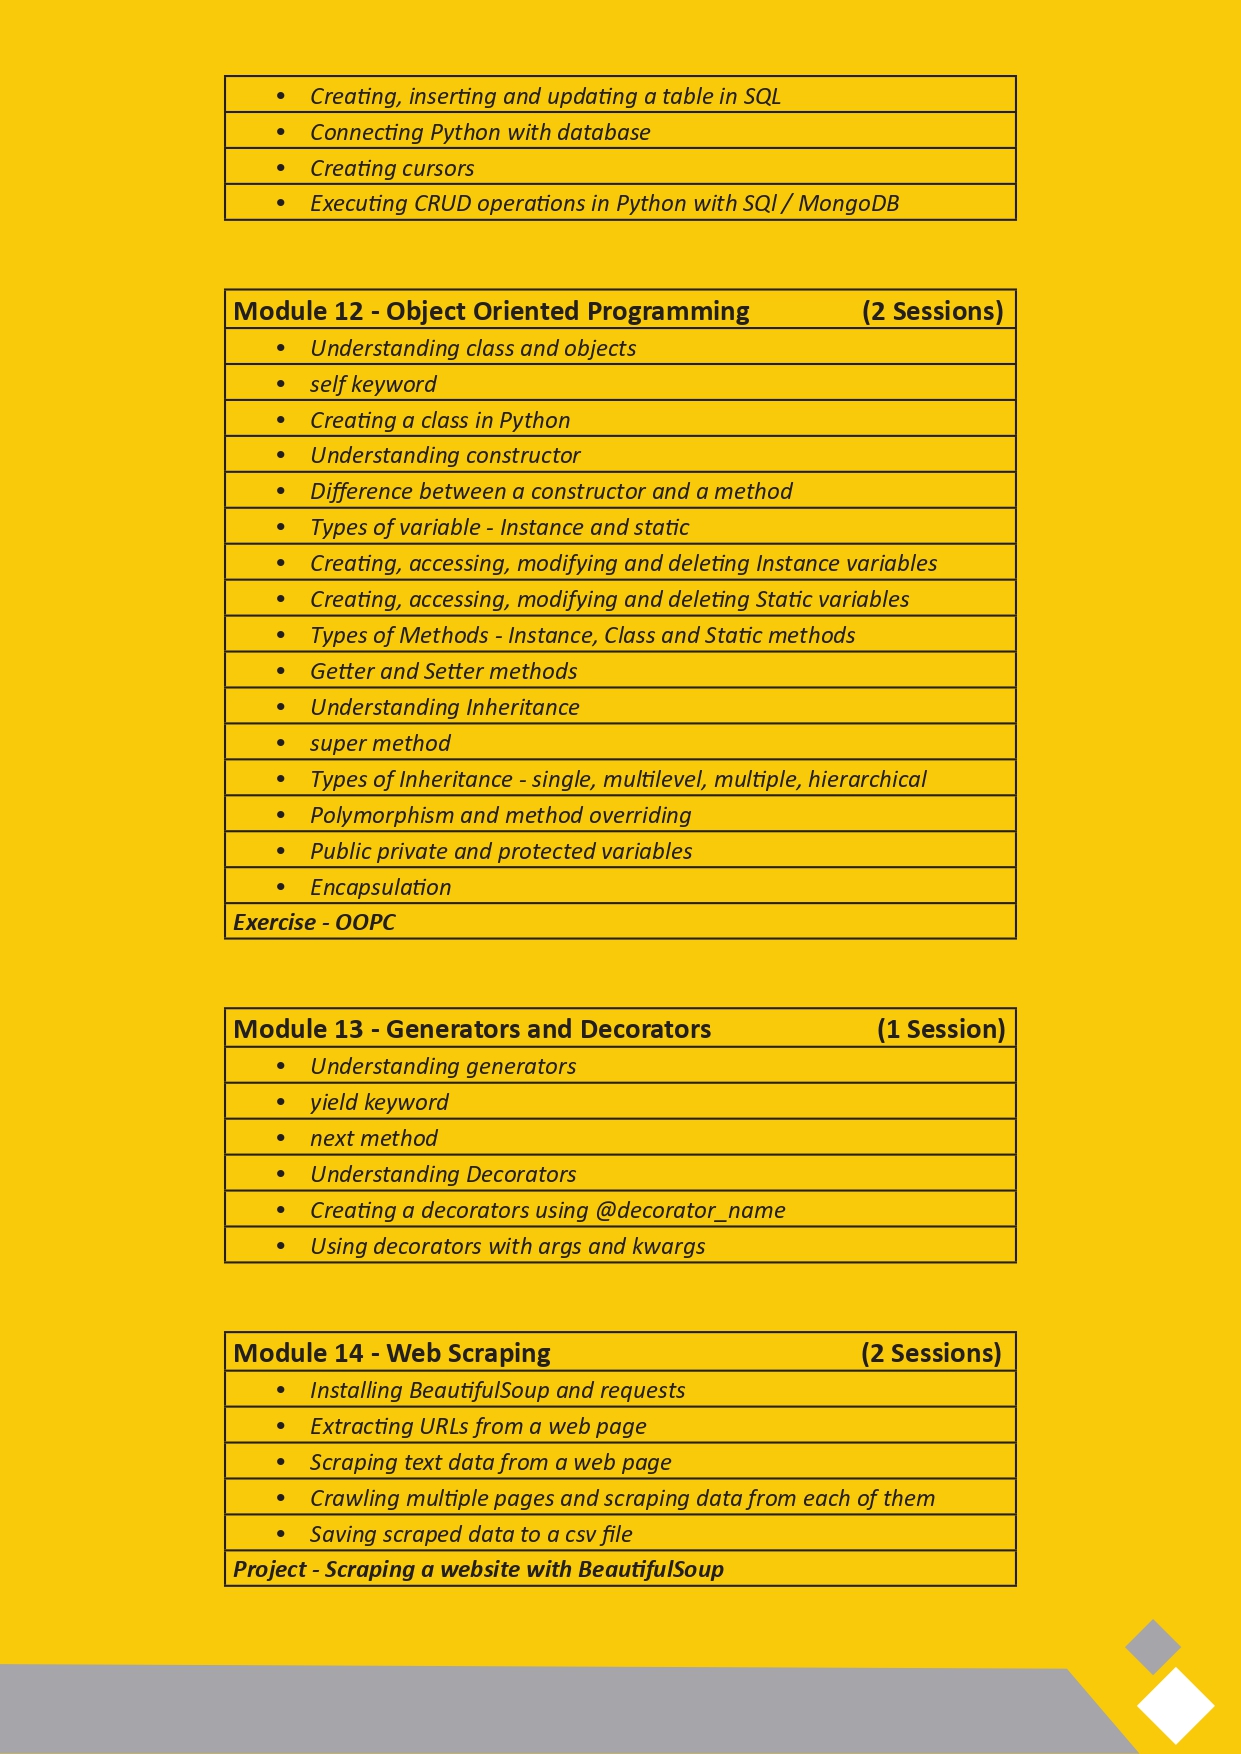 • Creating, inserting and updating a table in SQL
• Connecting Python with database
• Creating cursors
• Executing CRUD operations in Python with SQl / MongoDB
Module 12 - Object Oriented Programming (2 Sessions)
• Understanding class and objects
• self keyword
• Creating a class in Python
• Understanding constructor
• Difference between a constructor and a method
• Types of variable - Instance and static
• Creating, accessing, modifying and deleting Instance variables
• Creating, accessing, modifying and deleting Static variables
• Types of Methods - Instance, Class and Static methods
• Getter and Setter methods
• Understanding Inheritance
• super method
• Types of Inheritance - single, multilevel, multiple, hierarchical
• Polymorphism and method overriding
• Public private and protected variables
• Encapsulation
Exercise - OOPC
Module 13 - Generators and Decorators (1 Session)
• Understanding generators
• yield keyword
• next method
• Understanding Decorators
• Creating a decorators using @decorator_name
• Using decorators with args and kwargs
Module 14 - Web Scraping (2 Sessions)
• Installing BeautifulSoup and requests
• Extracting URLs from a web page
• Scraping text data from a web page
• Crawling multiple pages and scraping data from each of them
• Saving scraped data to a csv file
Project - Scraping a website with BeautifulSoup